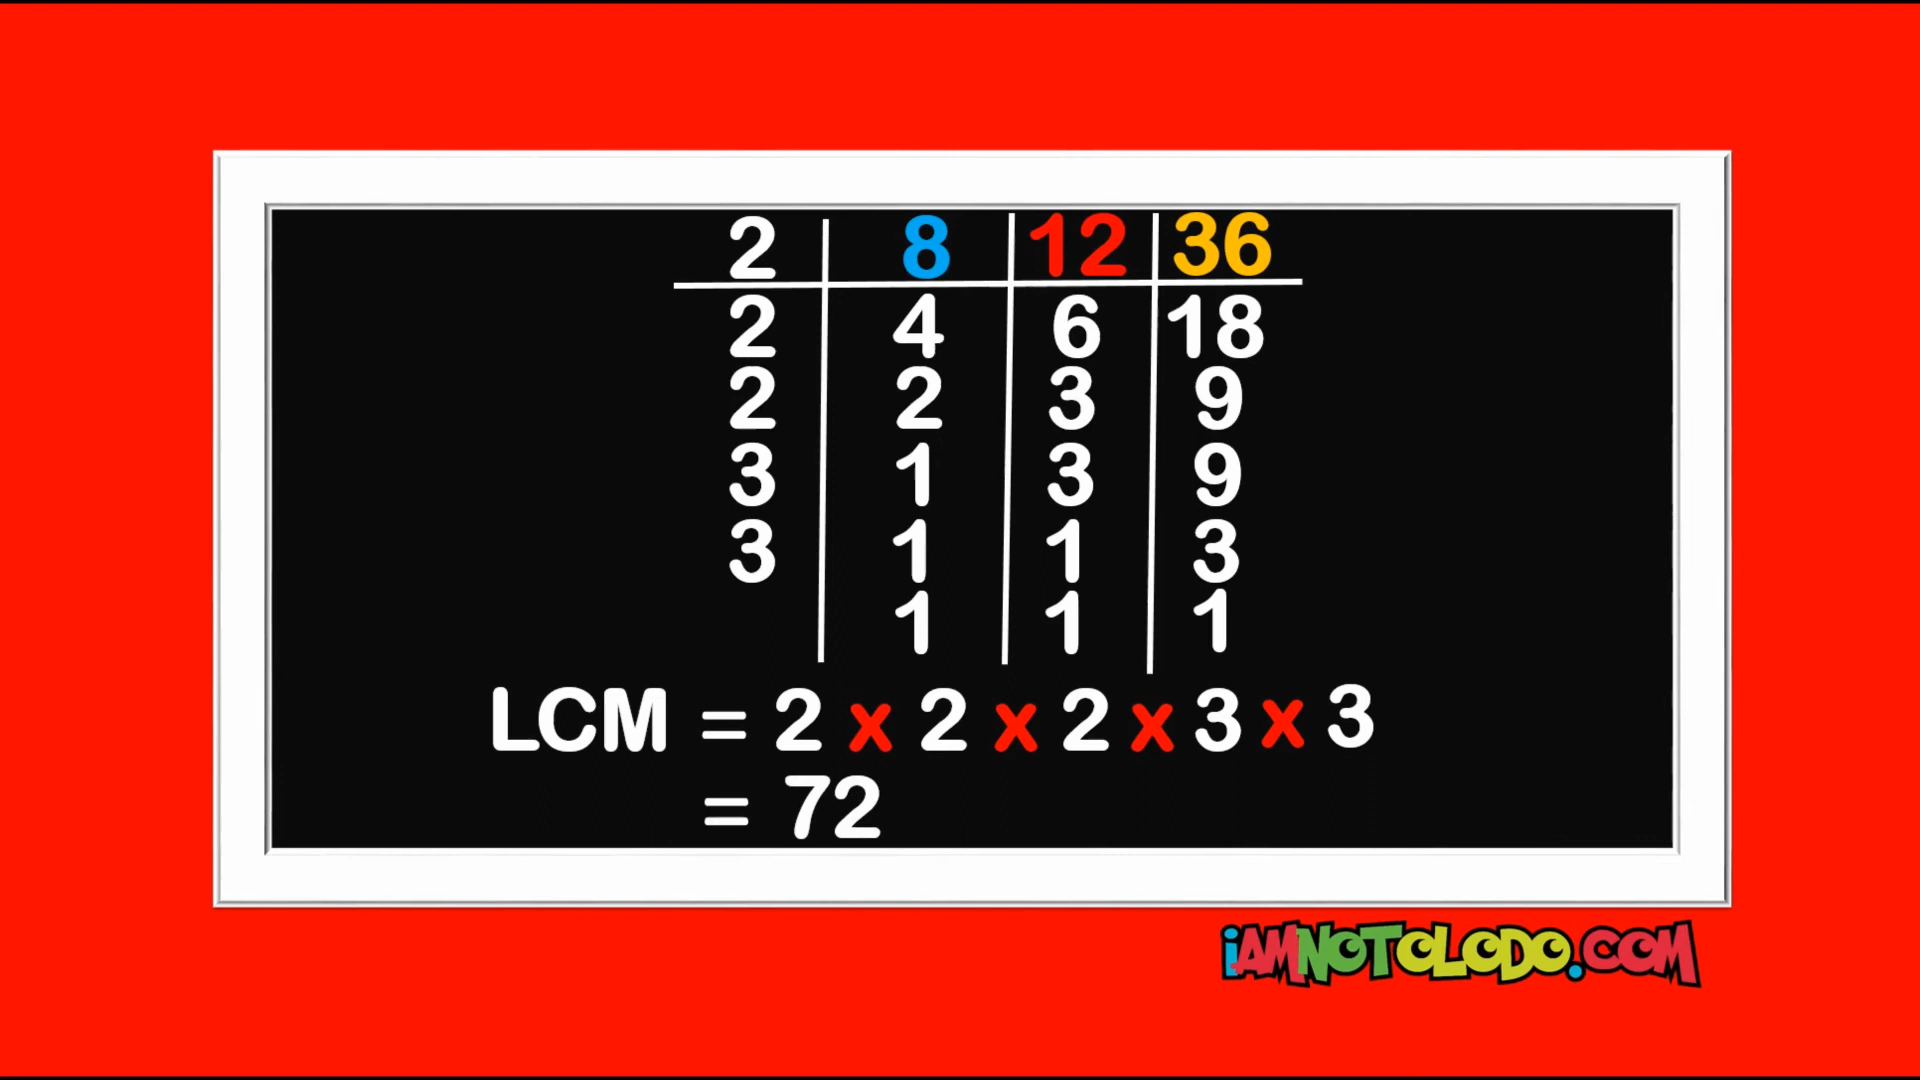 2 8 12 36
2 4 6 18
2 2 3 9
3 1 3 9
3 1 1 3
1 1 1
LCM = 2 x 2 x 2 x 3 x 3
= 72
iAMNOTOLODO.COM